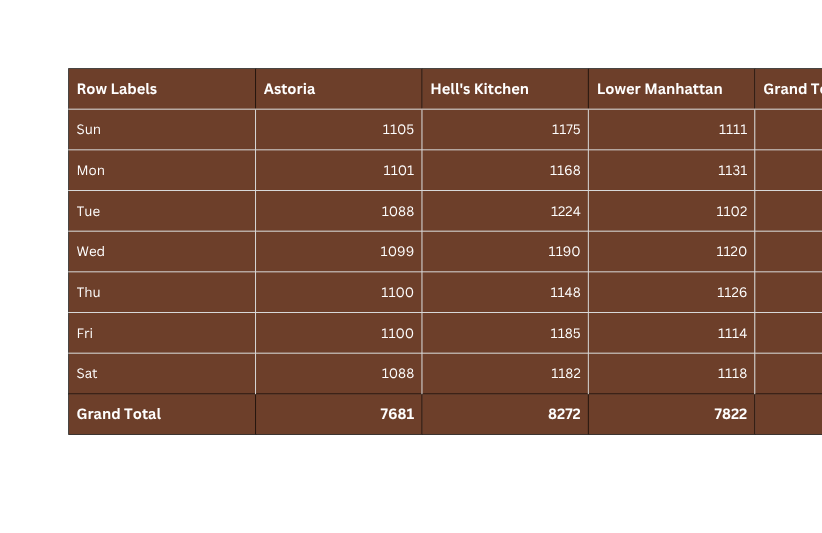 Row Labels Astoria Hell's Kitchen Lower Manhattan Grand
Sun 1105 1175 1111
Mon 1101 1168 1131
Tue 1088 1224 1102
Wed 1099 1190 1120
Thu 1100 1148 1126
Fri 1100 1185 1114
Sat 1088 1182 1118
Grand Total 7681 8272 7822